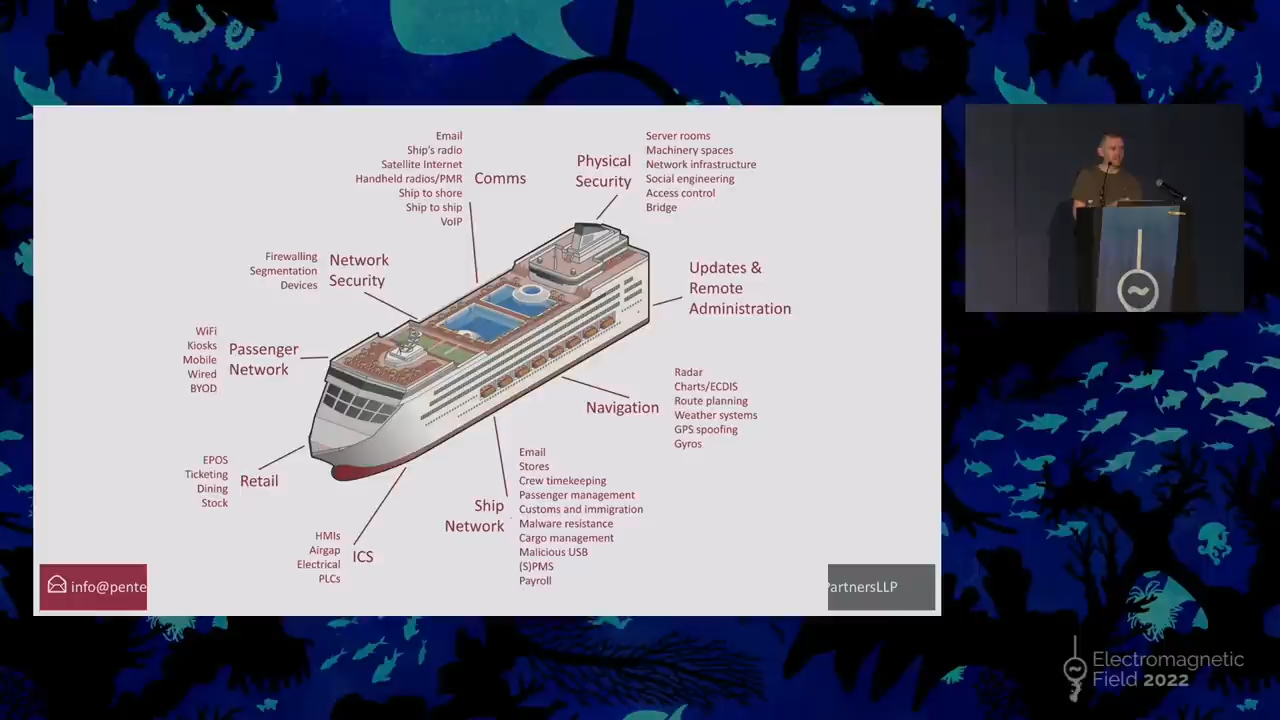 Email
Ship's radio
Satellite Internet
Handheld radios/PMR
Ship to shore
Ship to ship
VoIP
Comms
Physical
Security
Server rooms
Machinery spaces
Network infrastructure
Social engineering
Access control
Bridge
Firewalling
Segmentation
Devices
Network
Security
Updates &
Remote
Administration
WiFi
Kiosks
Mobile
Wired
BYOD
Passenger
Network
Navigation
Radar
Charts/ECDIS
Route planning
Weather systems
GPS spoofing
Gyros
EPOS
Ticketing
Dining
Stock
Retail
Ship
Network
Email
Stores
Crew timekeeping
Passenger management
Customs and immigration
Malware resistance
Cargo management
Malicious USB
(S)PMS
Payroll
HMIs
Airgap
Electrical
PLCs
ICS
info@pente
PartnersLLP
Electromagnetic
Field 2022